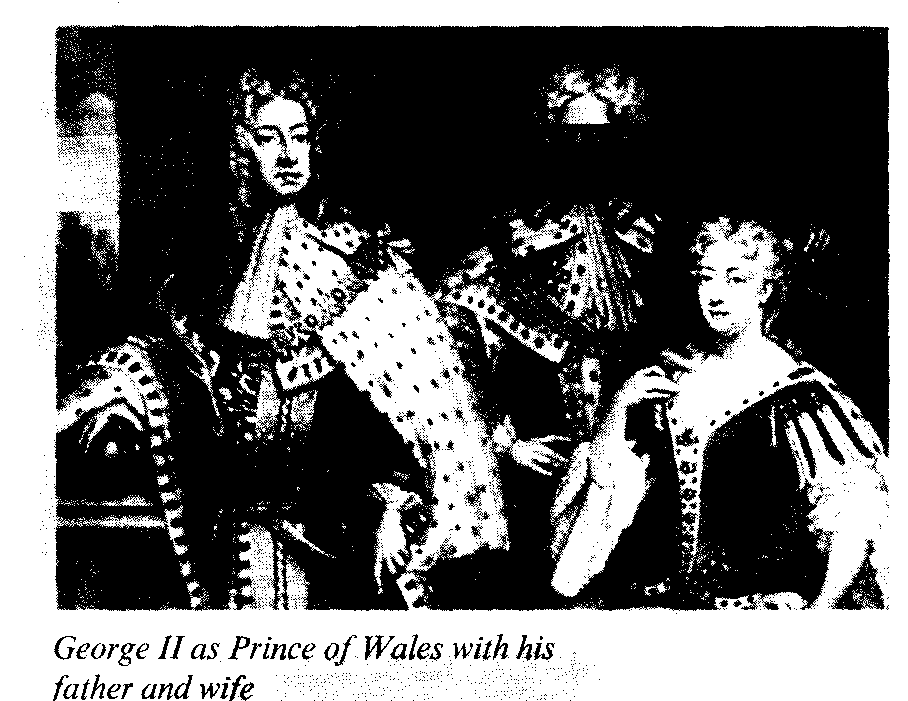 George II as Prince of Wales with his
father and wife